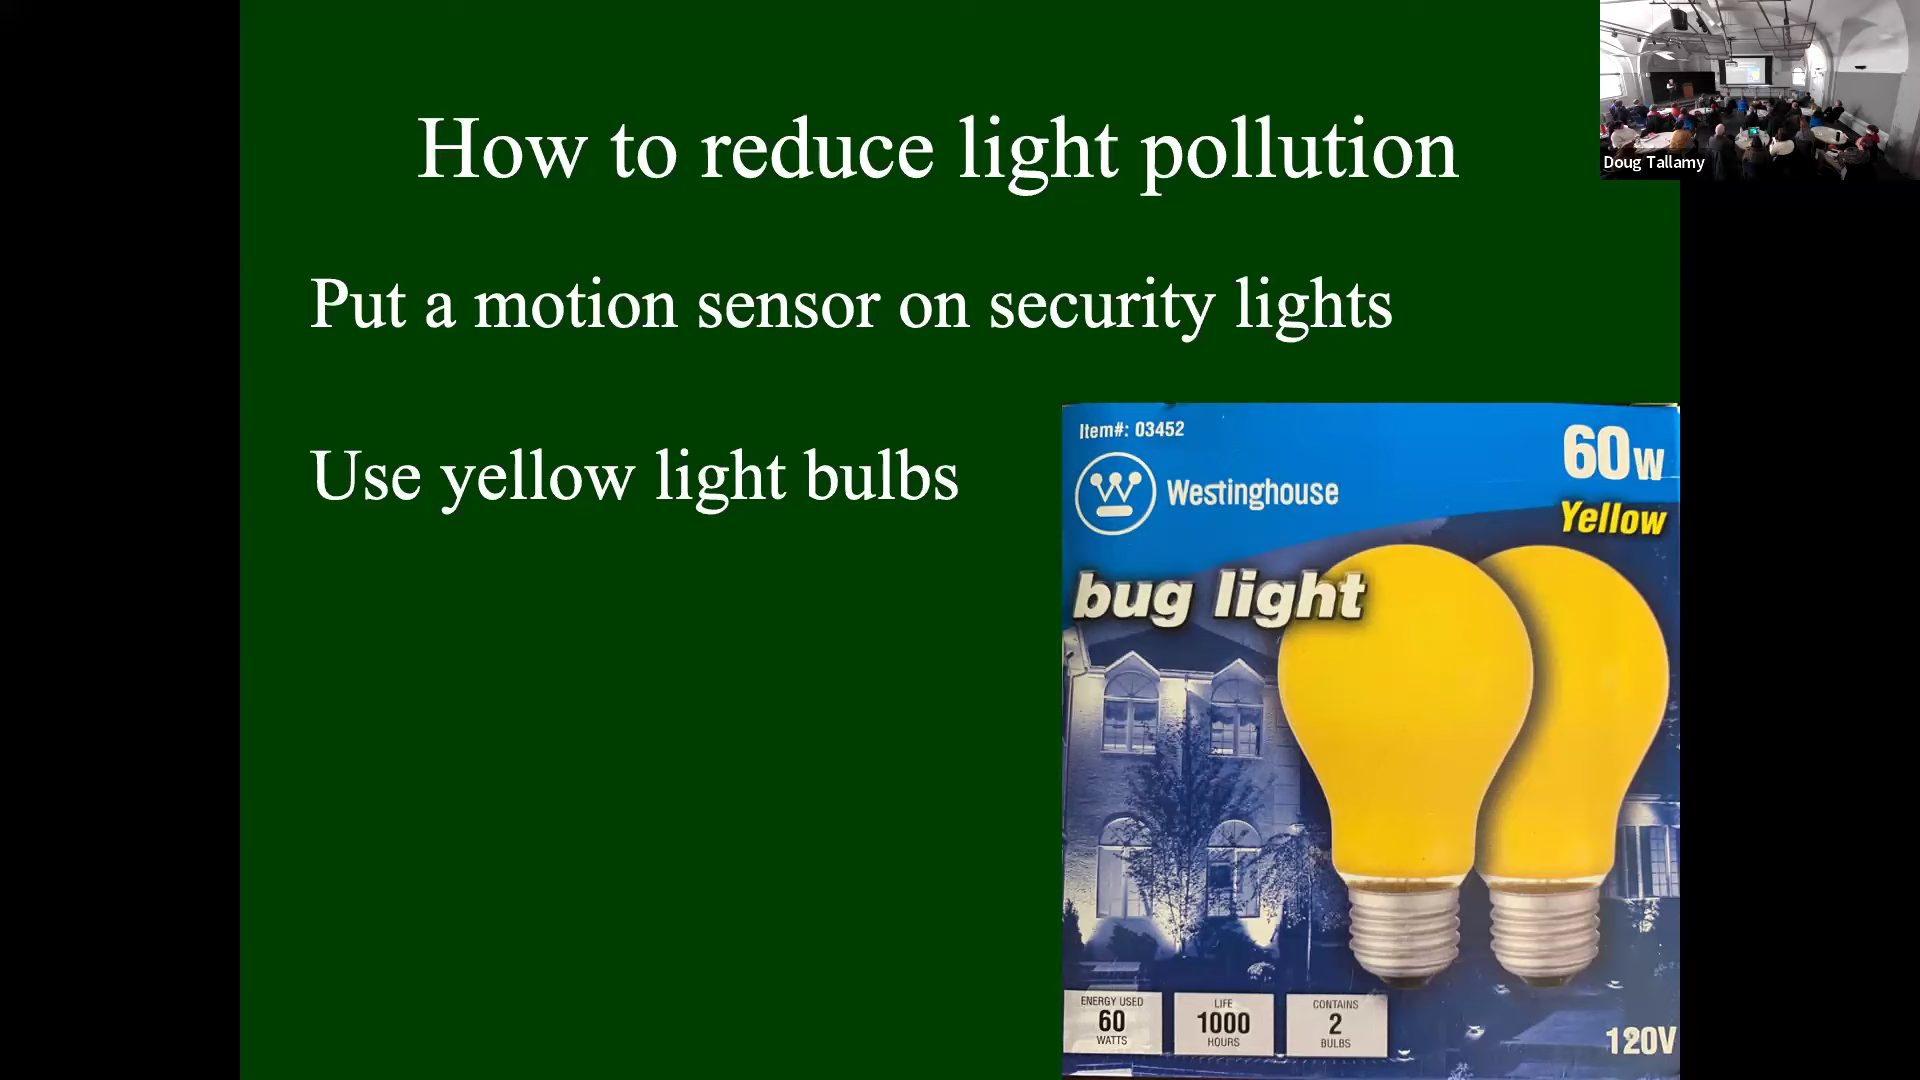 How to reduce light pollution
Doug Tallamy
Put a motion sensor on security lights
Use yellow light bulbs
Item#: 03452
60W
Westinghouse
Yellow
bug light
ENERGY USED
60
WATTS
LIFE
1000
HOURS
CONTAINS
2
BULBS
120V